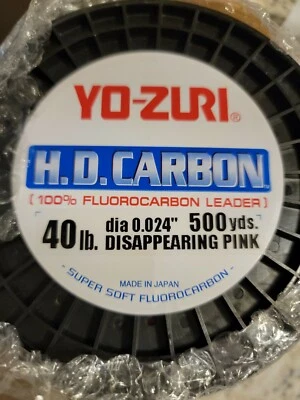 YO-ZURI®
H.D.CARBON
[100% FLUOROCARBON LEADER]
40lb. dia 0.024" 500yds.
DISAPPEARING PINK
MADE IN JAPAN
- SUPER SOFT FLUOROCARBON -